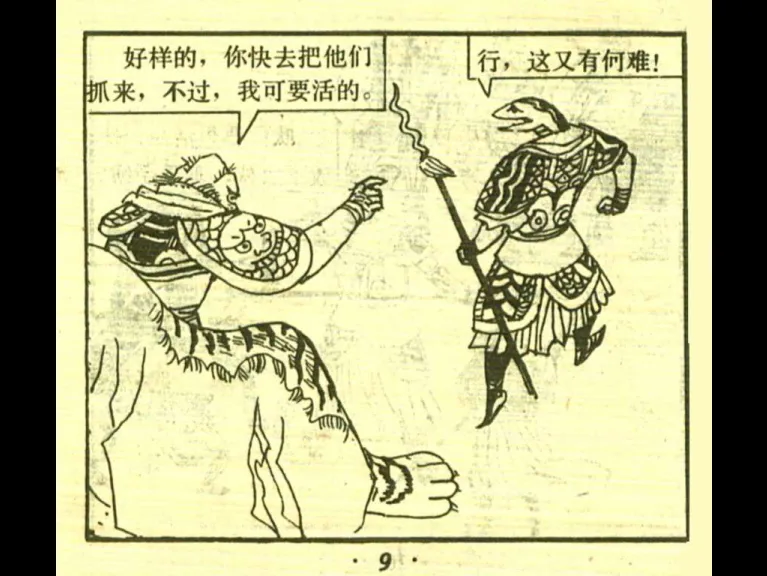 好样的，你快去把他们
抓来，不过，我可要活的。
行，这又有何难！
· 9 ·